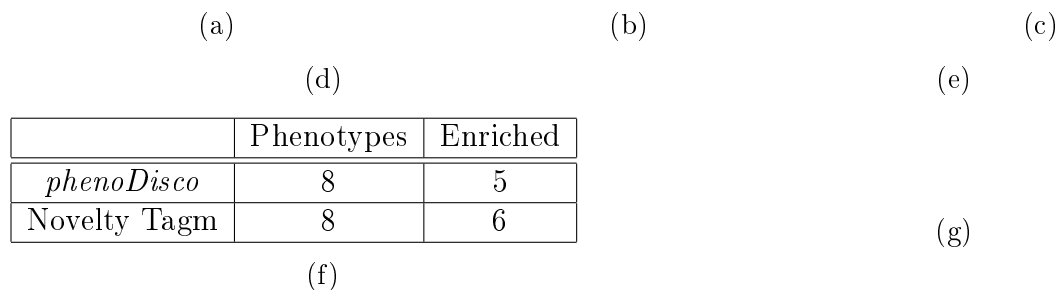 (a) (b) (c)
(d) (e)
Phenotypes Enriched
phenoDisco 8 5
Novelty Tagm 8 6
(g)
(f)